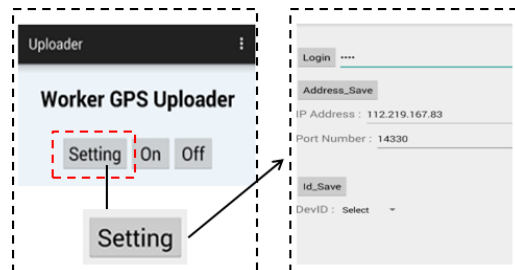 Uploader
Worker GPS Uploader
Setting On Off
Setting
Login ····
Address_Save
IP Address : 112.219.167.83
Port Number : 14330
Id_Save
DevID : Select